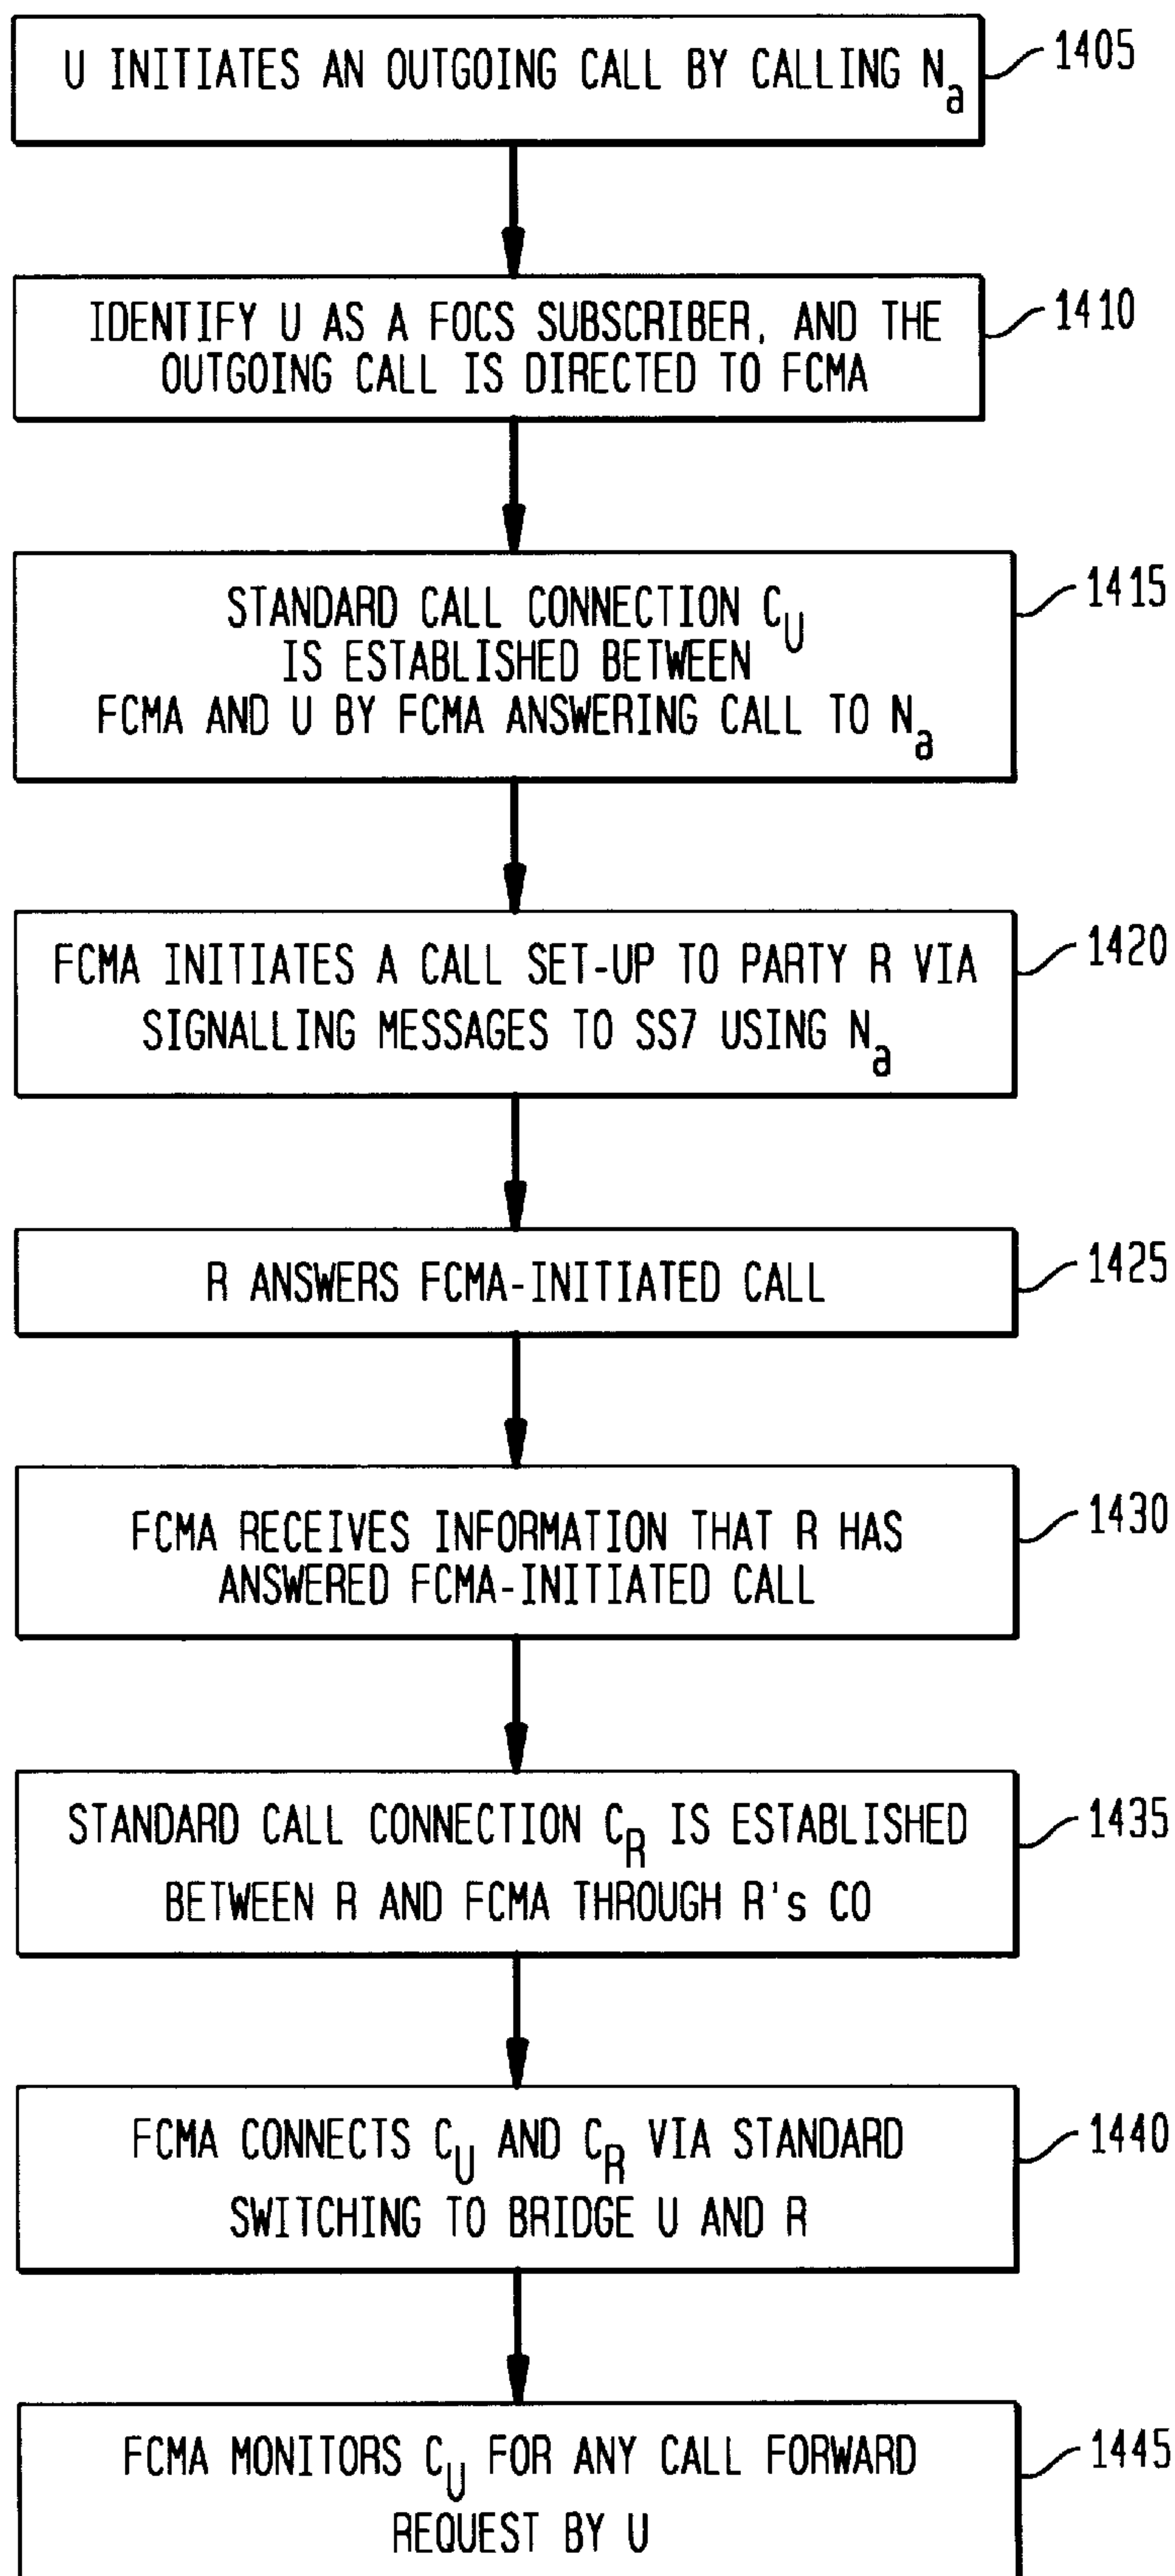 U INITIATES AN OUTGOING CALL BY CALLING Na
1405
IDENTIFY U AS A FOCS SUBSCRIBER, AND THE
OUTGOING CALL IS DIRECTED TO FCMA
1410
STANDARD CALL CONNECTION CU
IS ESTABLISHED BETWEEN
FCMA AND U BY FCMA ANSWERING CALL TO Na
1415
FCMA INITIATES A CALL SET-UP TO PARTY R VIA
SIGNALLING MESSAGES TO SS7 USING Na
1420
R ANSWERS FCMA-INITIATED CALL
1425
FCMA RECEIVES INFORMATION THAT R HAS
ANSWERED FCMA-INITIATED CALL
1430
STANDARD CALL CONNECTION CR IS ESTABLISHED
BETWEEN R AND FCMA THROUGH R's CO
1435
FCMA CONNECTS CU AND CR VIA STANDARD
SWITCHING TO BRIDGE U AND R
1440
FCMA MONITORS CU FOR ANY CALL FORWARD
REQUEST BY U
1445